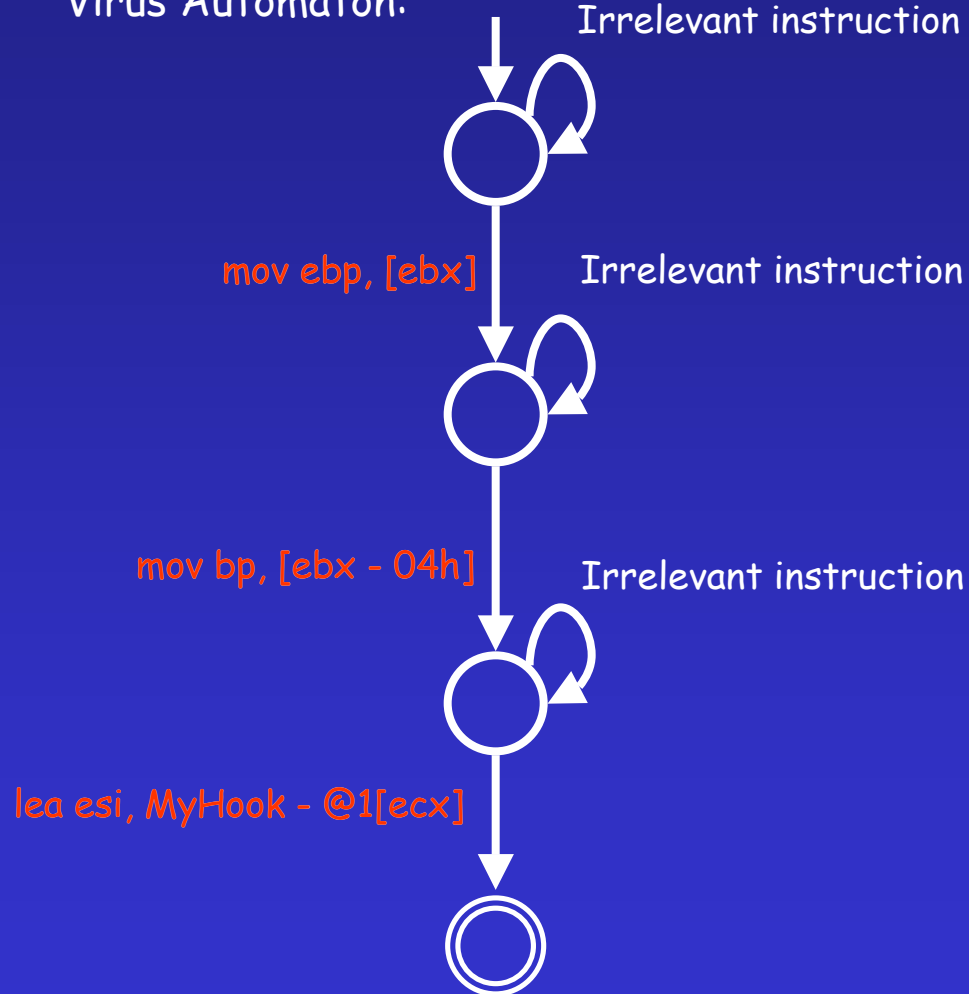 Virus Automaton:
Irrelevant instruction
mov ebp, [ebx]
Irrelevant instruction
mov bp, [ebx - 04h]
Irrelevant instruction
lea esi, MyHook - @1[ecx]